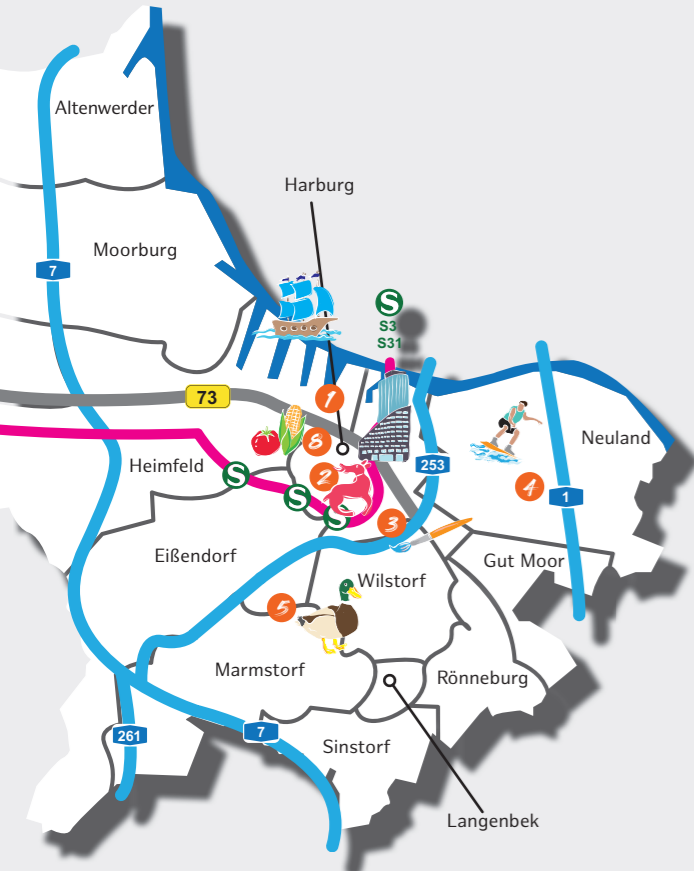 Altenwerder
Harburg
Moorburg
7
S
S3
S31
73
1
8
Neuland
Heimfeld
253
S
2
4
1
S
3
S
Eißendorf
Gut Moor
Wilstorf
5
Marmstorf
Rönneburg
261
7
Sinstorf
Langenbek